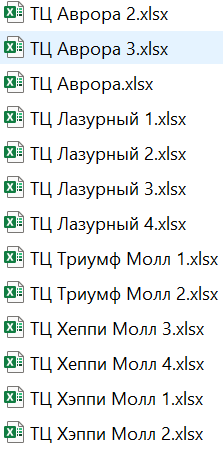 ТЦ Аврора 2.xlsx
ТЦ Аврора 3.xlsx
ТЦ Аврора.xlsx
ТЦ Лазурный 1.xlsx
ТЦ Лазурный 2.xlsx
ТЦ Лазурный 3.xlsx
ТЦ Лазурный 4.xlsx
ТЦ Триумф Молл 1.xlsx
ТЦ Триумф Молл 2.xlsx
ТЦ Хеппи Молл 3.xlsx
ТЦ Хеппи Молл 4.xlsx
ТЦ Хэппи Молл 1.xlsx
ТЦ Хэппи Молл 2.xlsx